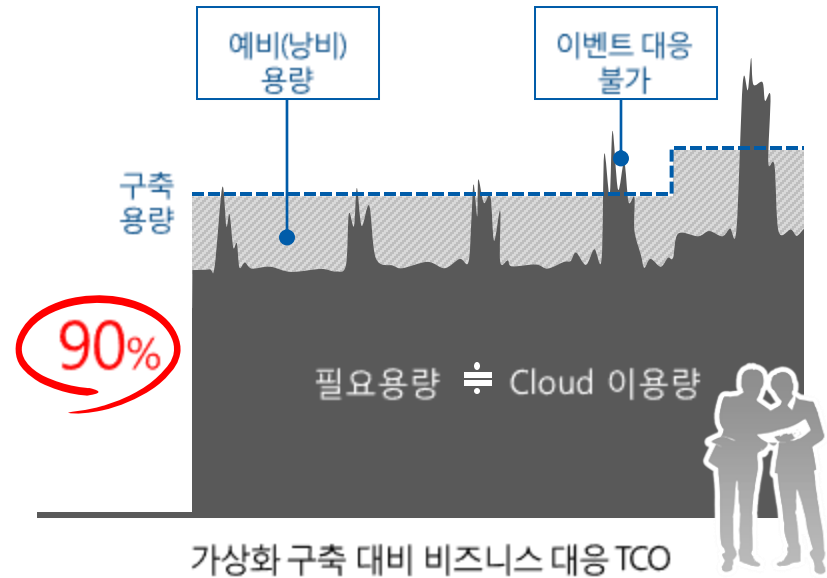 예비(낭비)
용량
이벤트 대응
불가
구축
용량
90%
필요용량 ≑ Cloud 이용량
가상화 구축 대비 비즈니스 대응 TCO